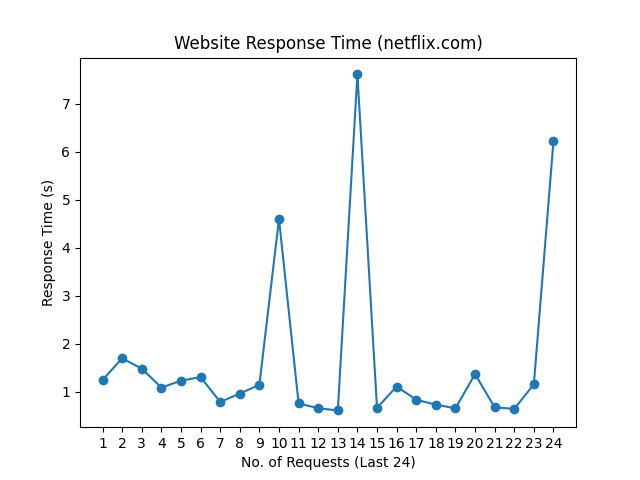 Website Response Time (netflix.com)
7
6
5
4
3
2
1
Response Time (s)
1 2 3 4 5 6 7 8 9 10 11 12 13 14 15 16 17 18 19 20 21 22 23 24
No. of Requests (Last 24)